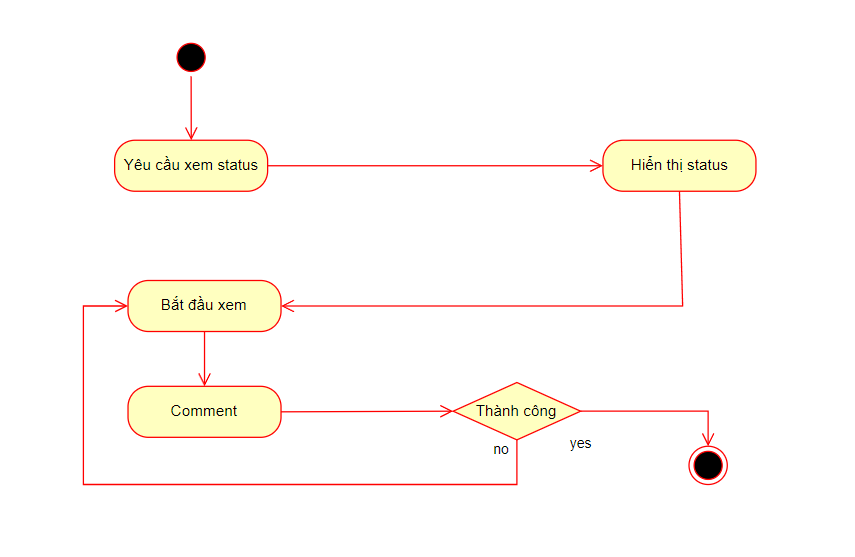 Yêu cầu xem status
Hiển thị status
Bắt đầu xem
Comment
Thành công
no
yes